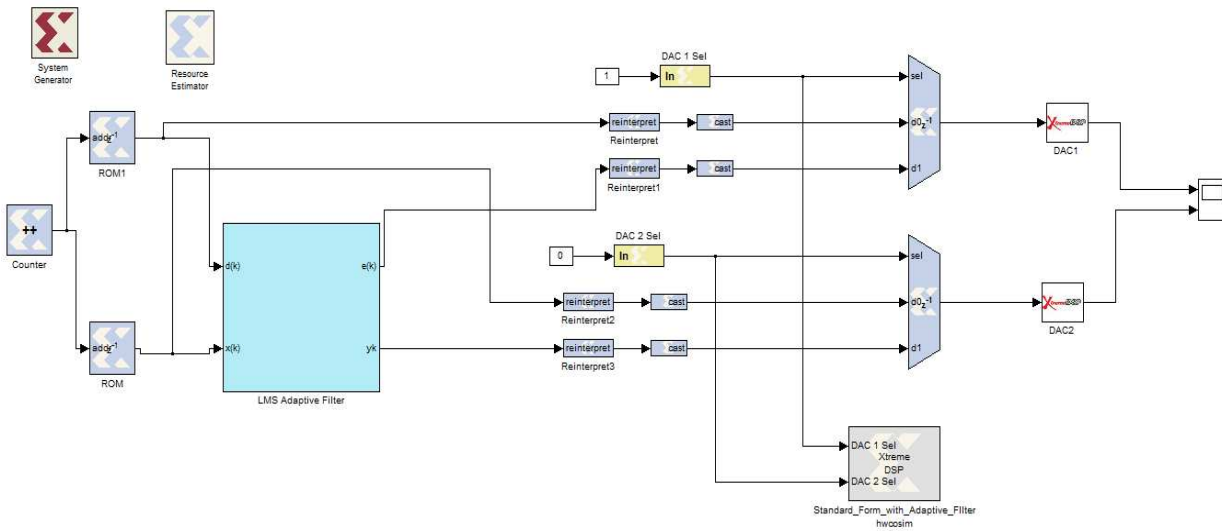 System
Generator
Resource
Estimator
DAC 1 Sel
1
In
sel
addr z⁻¹
ROM1
reinterpret
cast
d0 z⁻¹
Reinterpret
XtremeDSP
DAC1
reinterpret
cast
d1
Reinterpret1
++
Counter
DAC 2 Sel
0
In
sel
d(k)
e(k)
reinterpret
cast
d0 z⁻¹
Reinterpret2
XtremeDSP
DAC2
addr z⁻¹
ROM
x(k)
yk
reinterpret
cast
d1
Reinterpret3
LMS Adaptive Filter
DAC 1 Sel
Xtreme
DSP
DAC 2 Sel
Standard_Form_with_Adaptive_FIlter
hwcosim